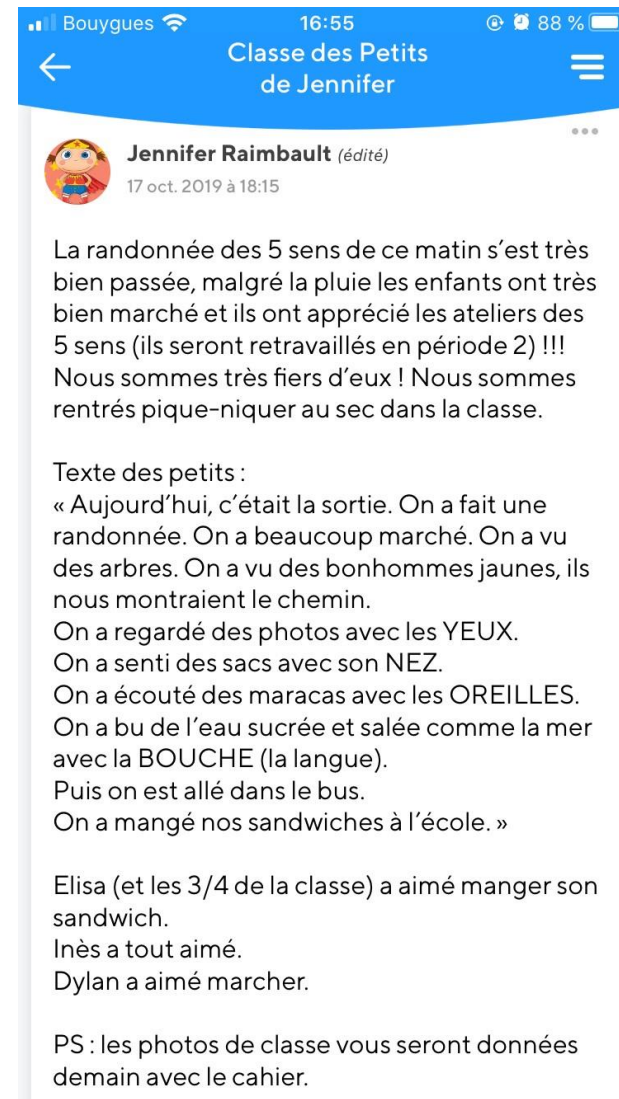 Bouygues 16:55 88 %
Classe des Petits
de Jennifer
Jennifer Raimbault (édité)
17 oct. 2019 à 18:15
La randonnée des 5 sens de ce matin s’est très
bien passée, malgré la pluie les enfants ont très
bien marché et ils ont apprécié les ateliers des
5 sens (ils seront retravaillés en période 2) !!!
Nous sommes très fiers d’eux ! Nous sommes
rentrés pique-niquer au sec dans la classe.
Texte des petits :
« Aujourd’hui, c’était la sortie. On a fait une
randonnée. On a beaucoup marché. On a vu
des arbres. On a vu des bonhommes jaunes, ils
nous montraient le chemin.
On a regardé des photos avec les YEUX.
On a senti des sacs avec son NEZ.
On a écouté des maracas avec les OREILLES.
On a bu de l’eau sucrée et salée comme la mer
avec la BOUCHE (la langue).
Puis on est allé dans le bus.
On a mangé nos sandwiches à l’école. »
Elisa (et les 3/4 de la classe) a aimé manger son
sandwich.
Inès a tout aimé.
Dylan a aimé marcher.
PS : les photos de classe vous seront données
demain avec le cahier.